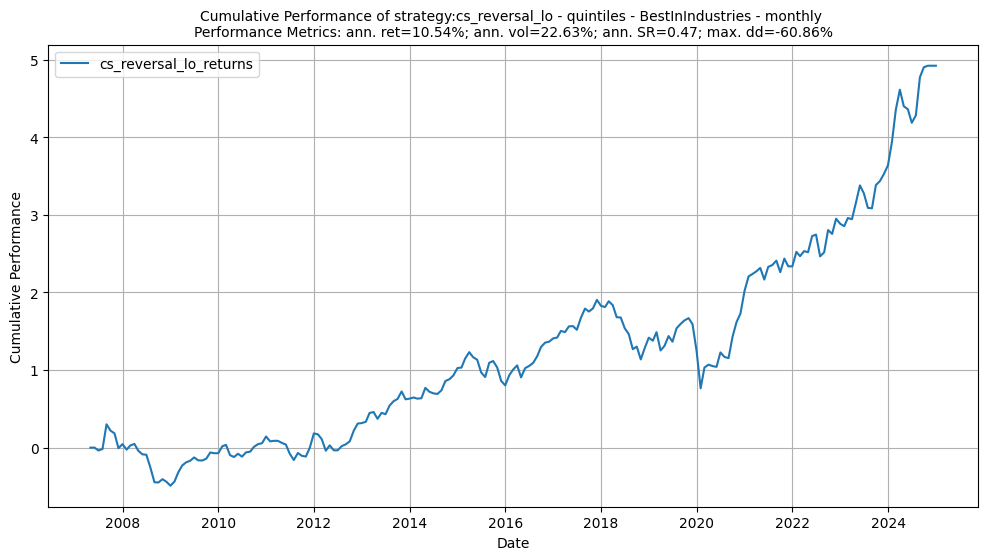 Cumulative Performance of strategy:cs_reversal_lo - quintiles - BestInIndustries - monthly
Performance Metrics: ann. ret=10.54%; ann. vol=22.63%; ann. SR=0.47; max. dd=-60.86%
cs_reversal_lo_returns
5
4
3
2
1
0
Cumulative Performance
2008 2010 2012 2014 2016 2018 2020 2022 2024
Date